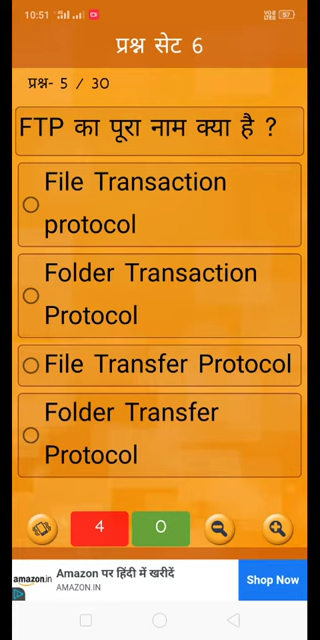 10:51
प्रश्न सेट 6
प्रश्न- 5 / 30
FTP का पूरा नाम क्या है ?
File Transaction
protocol
Folder Transaction
Protocol
File Transfer Protocol
Folder Transfer
Protocol
4 0
amazon.in
Amazon पर हिंदी में खरीदें
AMAZON.IN
Shop Now